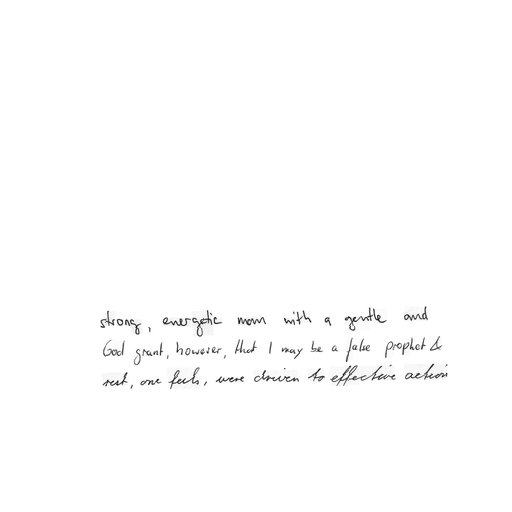 strong, energetic man with a gentle and
God grant, however, that I may be a false prophet &
rest, one feels, were driven to effective action